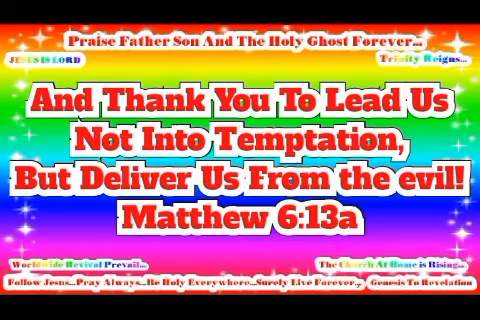 Praise Father Son And The Holy Ghost Forever...
JESUS IS LORD
Trinity Reigns...
And Thank You To Lead Us
Not Into Temptation,
But Deliver Us From the evil!
Matthew 6:13a
Worldwide Revival Prevail...
The Church At Home is Rising...
Follow Jesus...Pray Always...Be Holy Everywhere...Surely Live Forever...
Genesis To Revelation